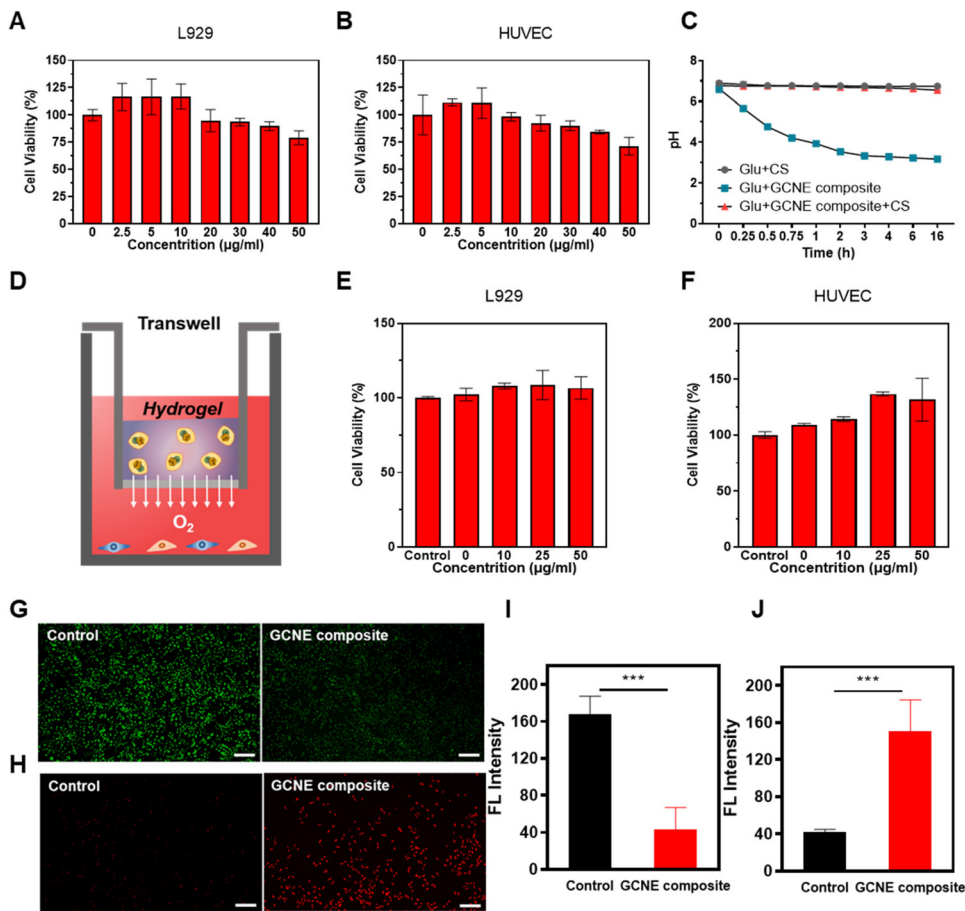 A
L929
Cell Viability (%)
150
125
100
75
50
25
0
0 2.5 5 10 20 30 40 50
Concentrition (μg/ml)
B
HUVEC
Cell Viability (%)
150
125
100
75
50
25
0
0 2.5 5 10 20 30 40 50
Concentrition (μg/ml)
C
pH
8
6
4
2
0
Glu+CS
Glu+GCNE composite
Glu+GCNE composite+CS
0 0.25 0.5 0.75 1 2 3 4 6 16
Time (h)
D
Transwell
Hydrogel
O2
E
L929
Cell Viability (%)
150
100
50
0
Control 0 10 25 50
Concentrition (μg/ml)
F
HUVEC
Cell Viability (%)
200
150
100
50
0
Control 0 10 25 50
Concentrition (μg/ml)
G
Control
GCNE composite
H
Control
GCNE composite
I
FL Intensity
200
160
120
80
40
0
***
Control GCNE composite
J
FL Intensity
200
160
120
80
40
0
***
Control GCNE composite